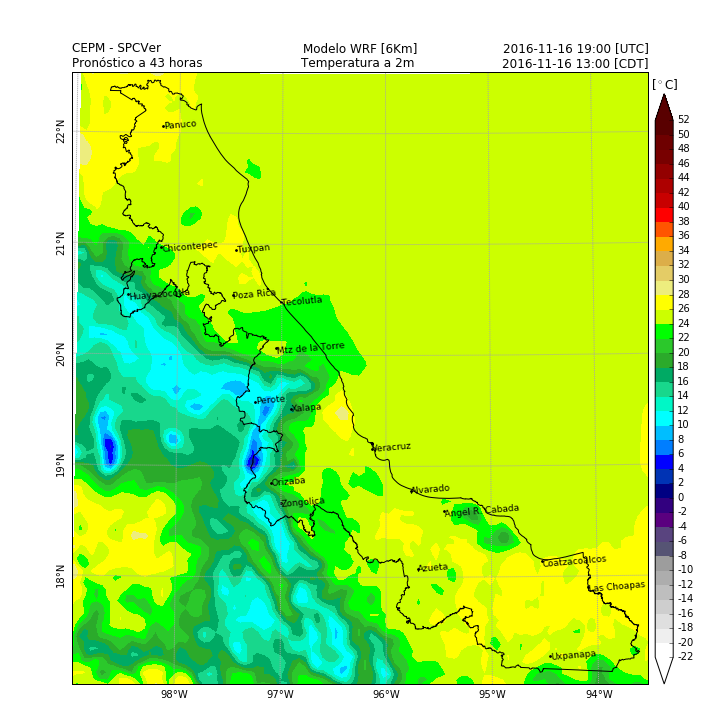 CEPM - SPCVer Modelo WRF [6Km] 2016-11-16 19:00 [UTC]
Pronóstico a 43 horas Temperatura a 2m 2016-11-16 13:00 [CDT]
[°C]
52
50
48
46
44
42
40
38
36
34
32
30
28
26
24
22
20
18
16
14
12
10
8
6
4
2
0
-2
-4
-6
-8
-10
-12
-14
-16
-18
-20
-22
22°N
21°N
20°N
19°N
18°N
Panuco
Chicontepec
Tuxpan
Huayacocotla
Poza Rica
Tecolutla
Mtz de la Torre
Perote
Xalapa
Veracruz
Orizaba
Alvarado
Zongolica
Angel R. Cabada
Azueta
Coatzacoalcos
Las Choapas
Uxpanapa
98°W 97°W 96°W 95°W 94°W